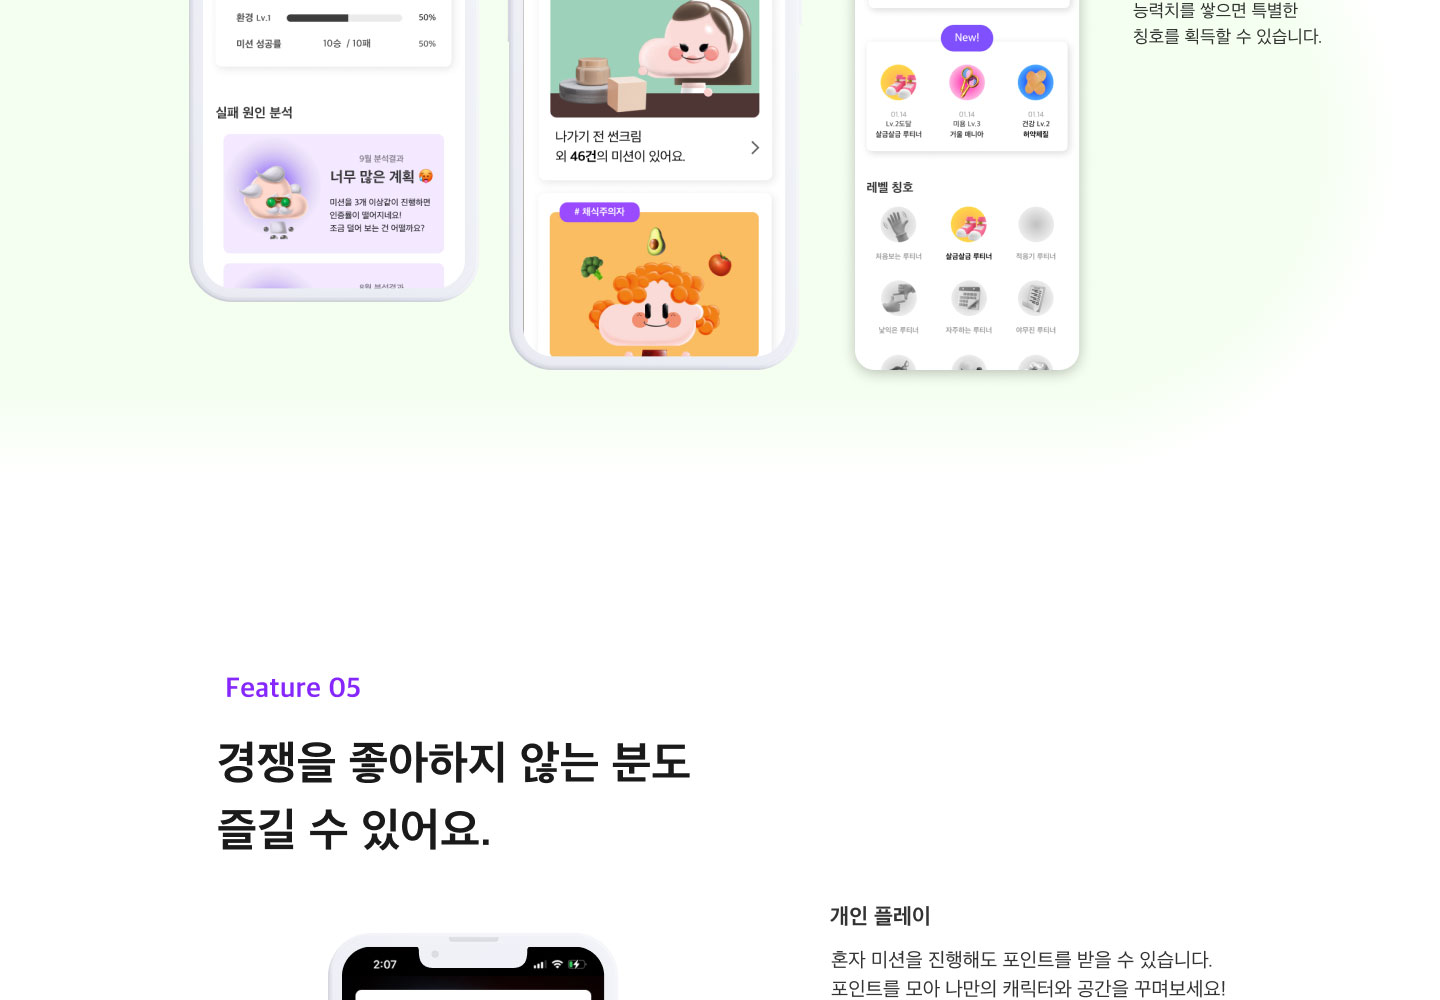 환경 Lv.1 50%
미션 성공률 10승 / 10패 50%
실패 원인 분석
9월 분석결과
너무 많은 계획
미션을 3개 이상같이 진행하면
인증률이 떨어지네요!
조금 덜어 보는 건 어떨까요?
8월 분석결과
나가기 전 썬크림
외 46건의 미션이 있어요.
# 채식주의자
New!
01.14
Lv.2도달
살금살금 루티너
01.14
미용 Lv.3
거울 매니아
01.14
건강 Lv.2
허약체질
레벨 칭호
처음보는 루티너
살금살금 루티너
적응기 루티너
낯익은 루티너
자주하는 루티너
야무진 루티너
능력치를 쌓으면 특별한
칭호를 획득할 수 있습니다.
Feature 05
경쟁을 좋아하지 않는 분도
즐길 수 있어요.
2:07
개인 플레이
혼자 미션을 진행해도 포인트를 받을 수 있습니다.
포인트를 모아 나만의 캐릭터와 공간을 꾸며보세요!